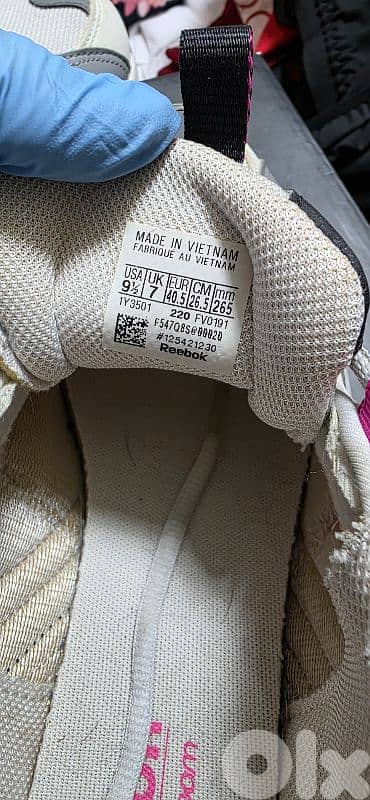 MADE IN VIETNAM
FABRIQUE AU VIETNAM
USA UK EUR CM mm
9½ 7 40.5 26.5 265
1Y3501 220 FV0191
F547Q8S@00020
#125421230
Reebok
Olx